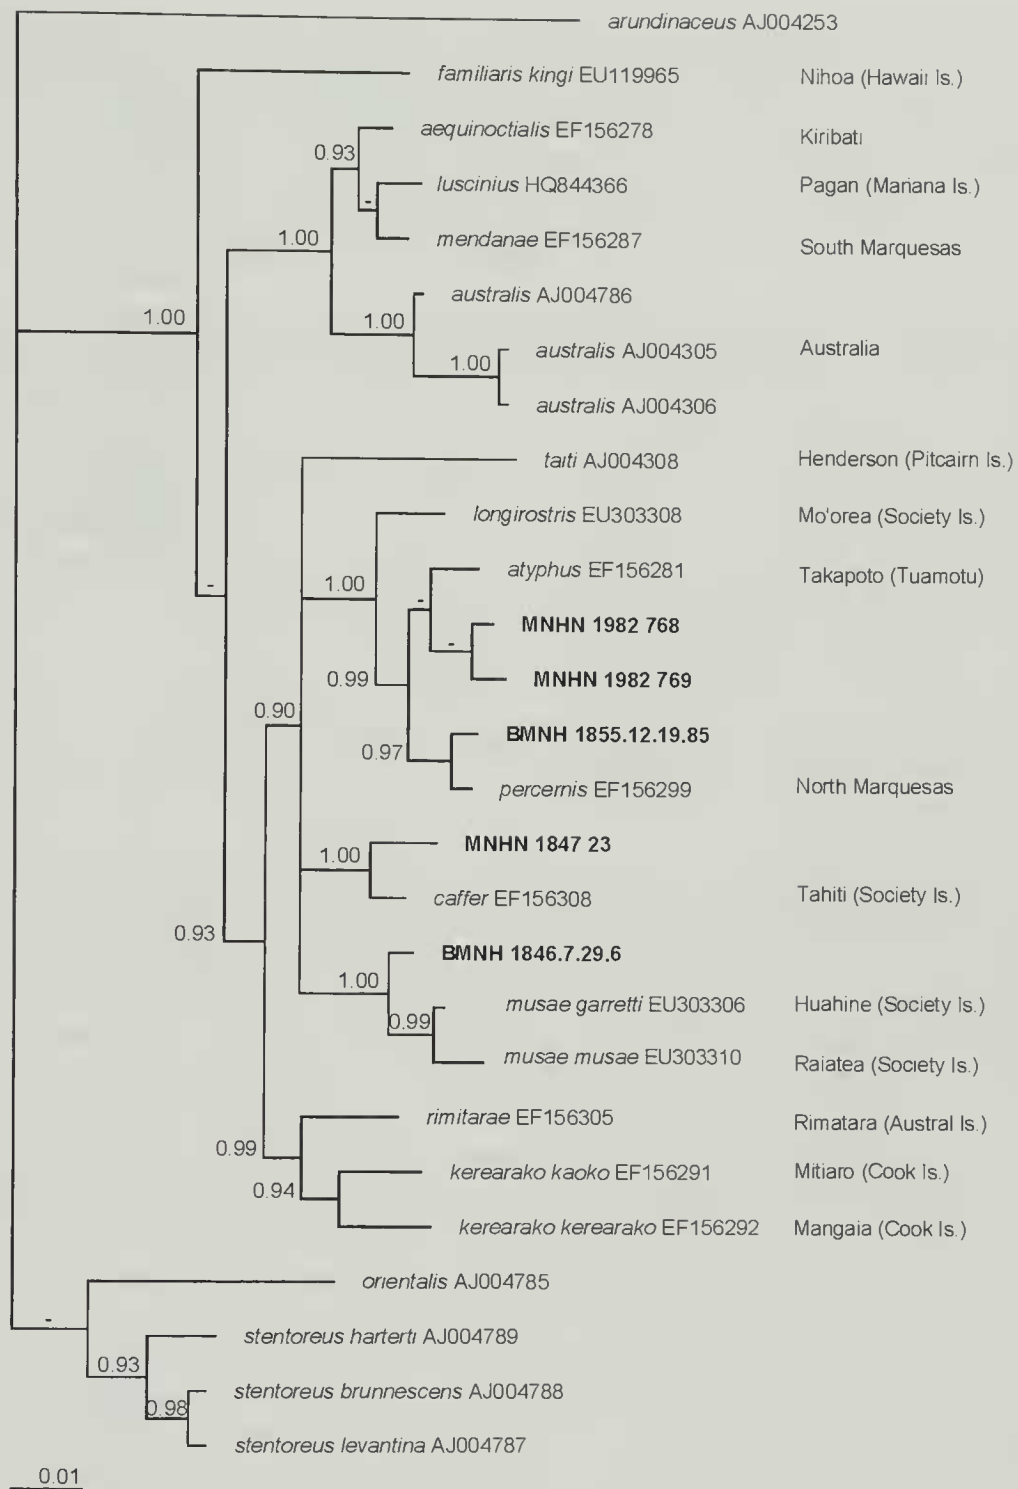 arundinaceus AJ004253
familiaris kingi EU119965 Nihoa (Hawaii Is.)
aequinoctialis EF156278 Kiribati
0.93
luscinius HQ844366 Pagan (Mariana Is.)
-
mendanae EF156287 South Marquesas
1.00
australis AJ004786
1.00
1.00
australis AJ004305 Australia
1.00
australis AJ004306
taiti AJ004308 Henderson (Pitcairn Is.)
longirostris EU303308 Mo'orea (Society Is.)
atyphus EF156281 Takapoto (Tuamotu)
-
1.00
-
MNHN 1982 768
-
MNHN 1982 769
0.99
0.90
BMNH 1855.12.19.85
0.97
percernis EF156299 North Marquesas
MNHN 1847 23
1.00
caffer EF156308 Tahiti (Society Is.)
0.93
BMNH 1846.7.29.6
1.00
musae garretti EU303306 Huahine (Society Is.)
0.99
musae musae EU303310 Raiatea (Society Is.)
rimitarae EF156305 Rimatara (Austral Is.)
0.99
kerearako kaoko EF156291 Mitiaro (Cook Is.)
0.94
kerearako kerearako EF156292 Mangaia (Cook Is.)
orientalis AJ004785
-
stentoreus harterti AJ004789
0.93
stentoreus brunnescens AJ004788
0.98
stentoreus levantina AJ004787
0.01